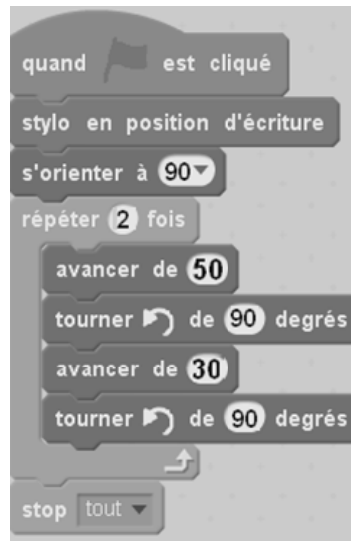 quand est cliqué
stylo en position d'écriture
s'orienter à 90
répéter 2 fois
avancer de 50
tourner de 90 degrés
avancer de 30
tourner de 90 degrés
stop tout